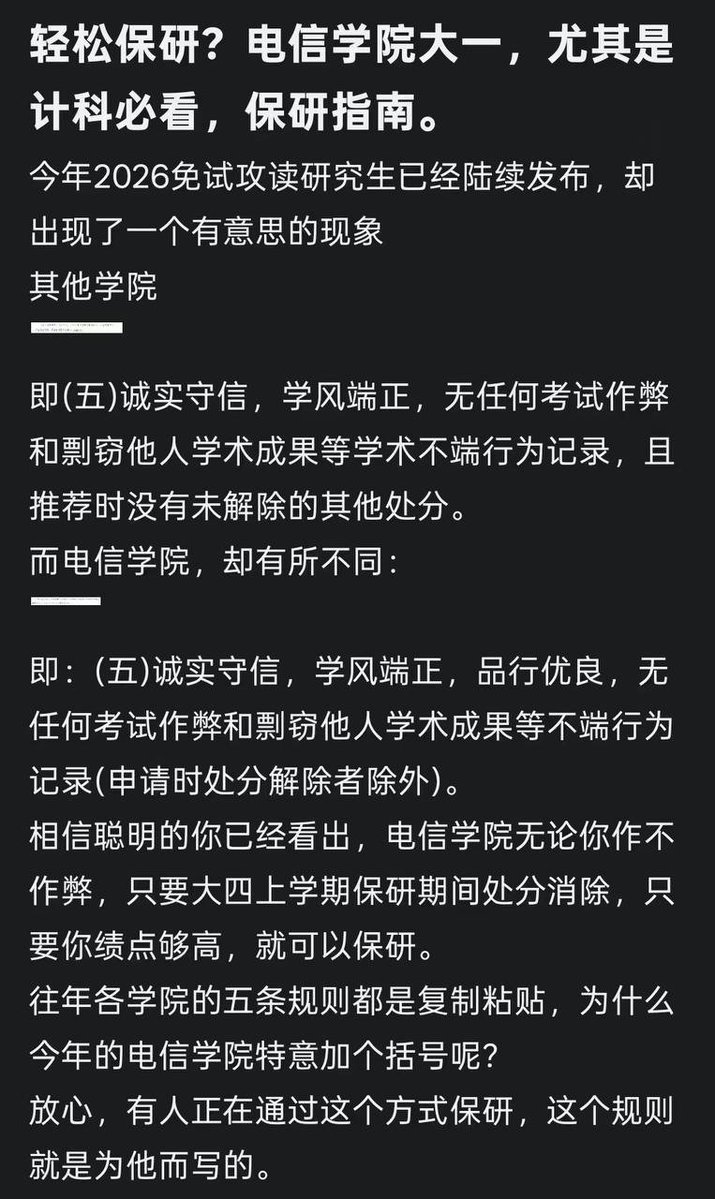 轻松保研？电信学院大一，尤其是
计科必看，保研指南。
今年2026免试攻读研究生已经陆续发布，却
出现了一个有意思的现象
其他学院
即(五)诚实守信，学风端正，无任何考试作弊
和剽窃他人学术成果等学术不端行为记录，且
推荐时没有未解除的其他处分。
而电信学院，却有所不同：
即：(五)诚实守信，学风端正，品行优良，无
任何考试作弊和剽窃他人学术成果等不端行为
记录(申请时处分解除者除外)。
相信聪明的你已经看出，电信学院无论你作不
作弊，只要大四上学期保研期间处分消除，只
要你绩点够高，就可以保研。
往年各学院的五条规则都是复制粘贴，为什么
今年的电信学院特意加个括号呢？
放心，有人正在通过这个方式保研，这个规则
就是为他而写的。